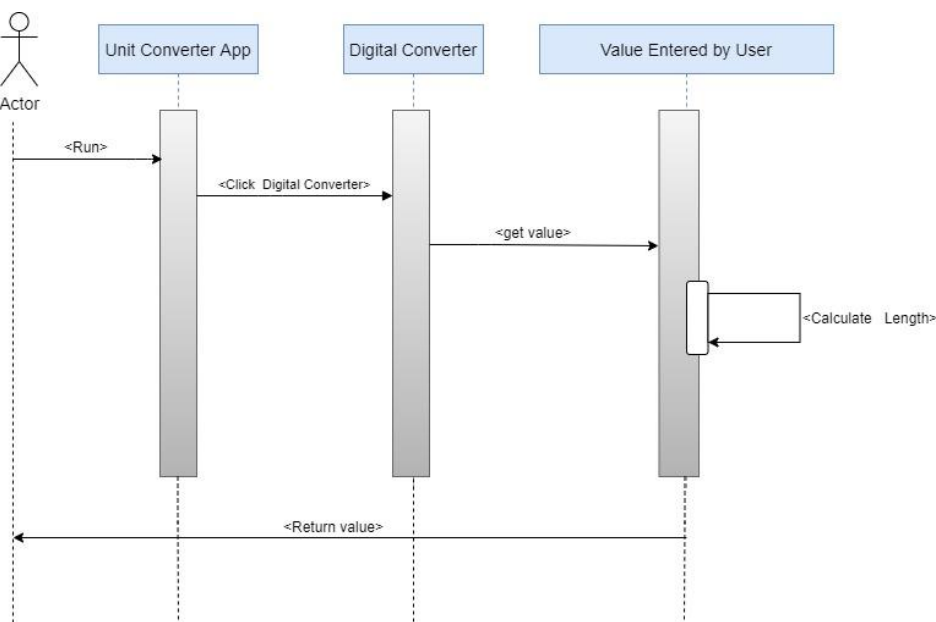 Unit Converter App
Digital Converter
Value Entered by User
Actor
<Run>
<Click Digital Converter>
<get value>
<Calculate Length>
<Return value>